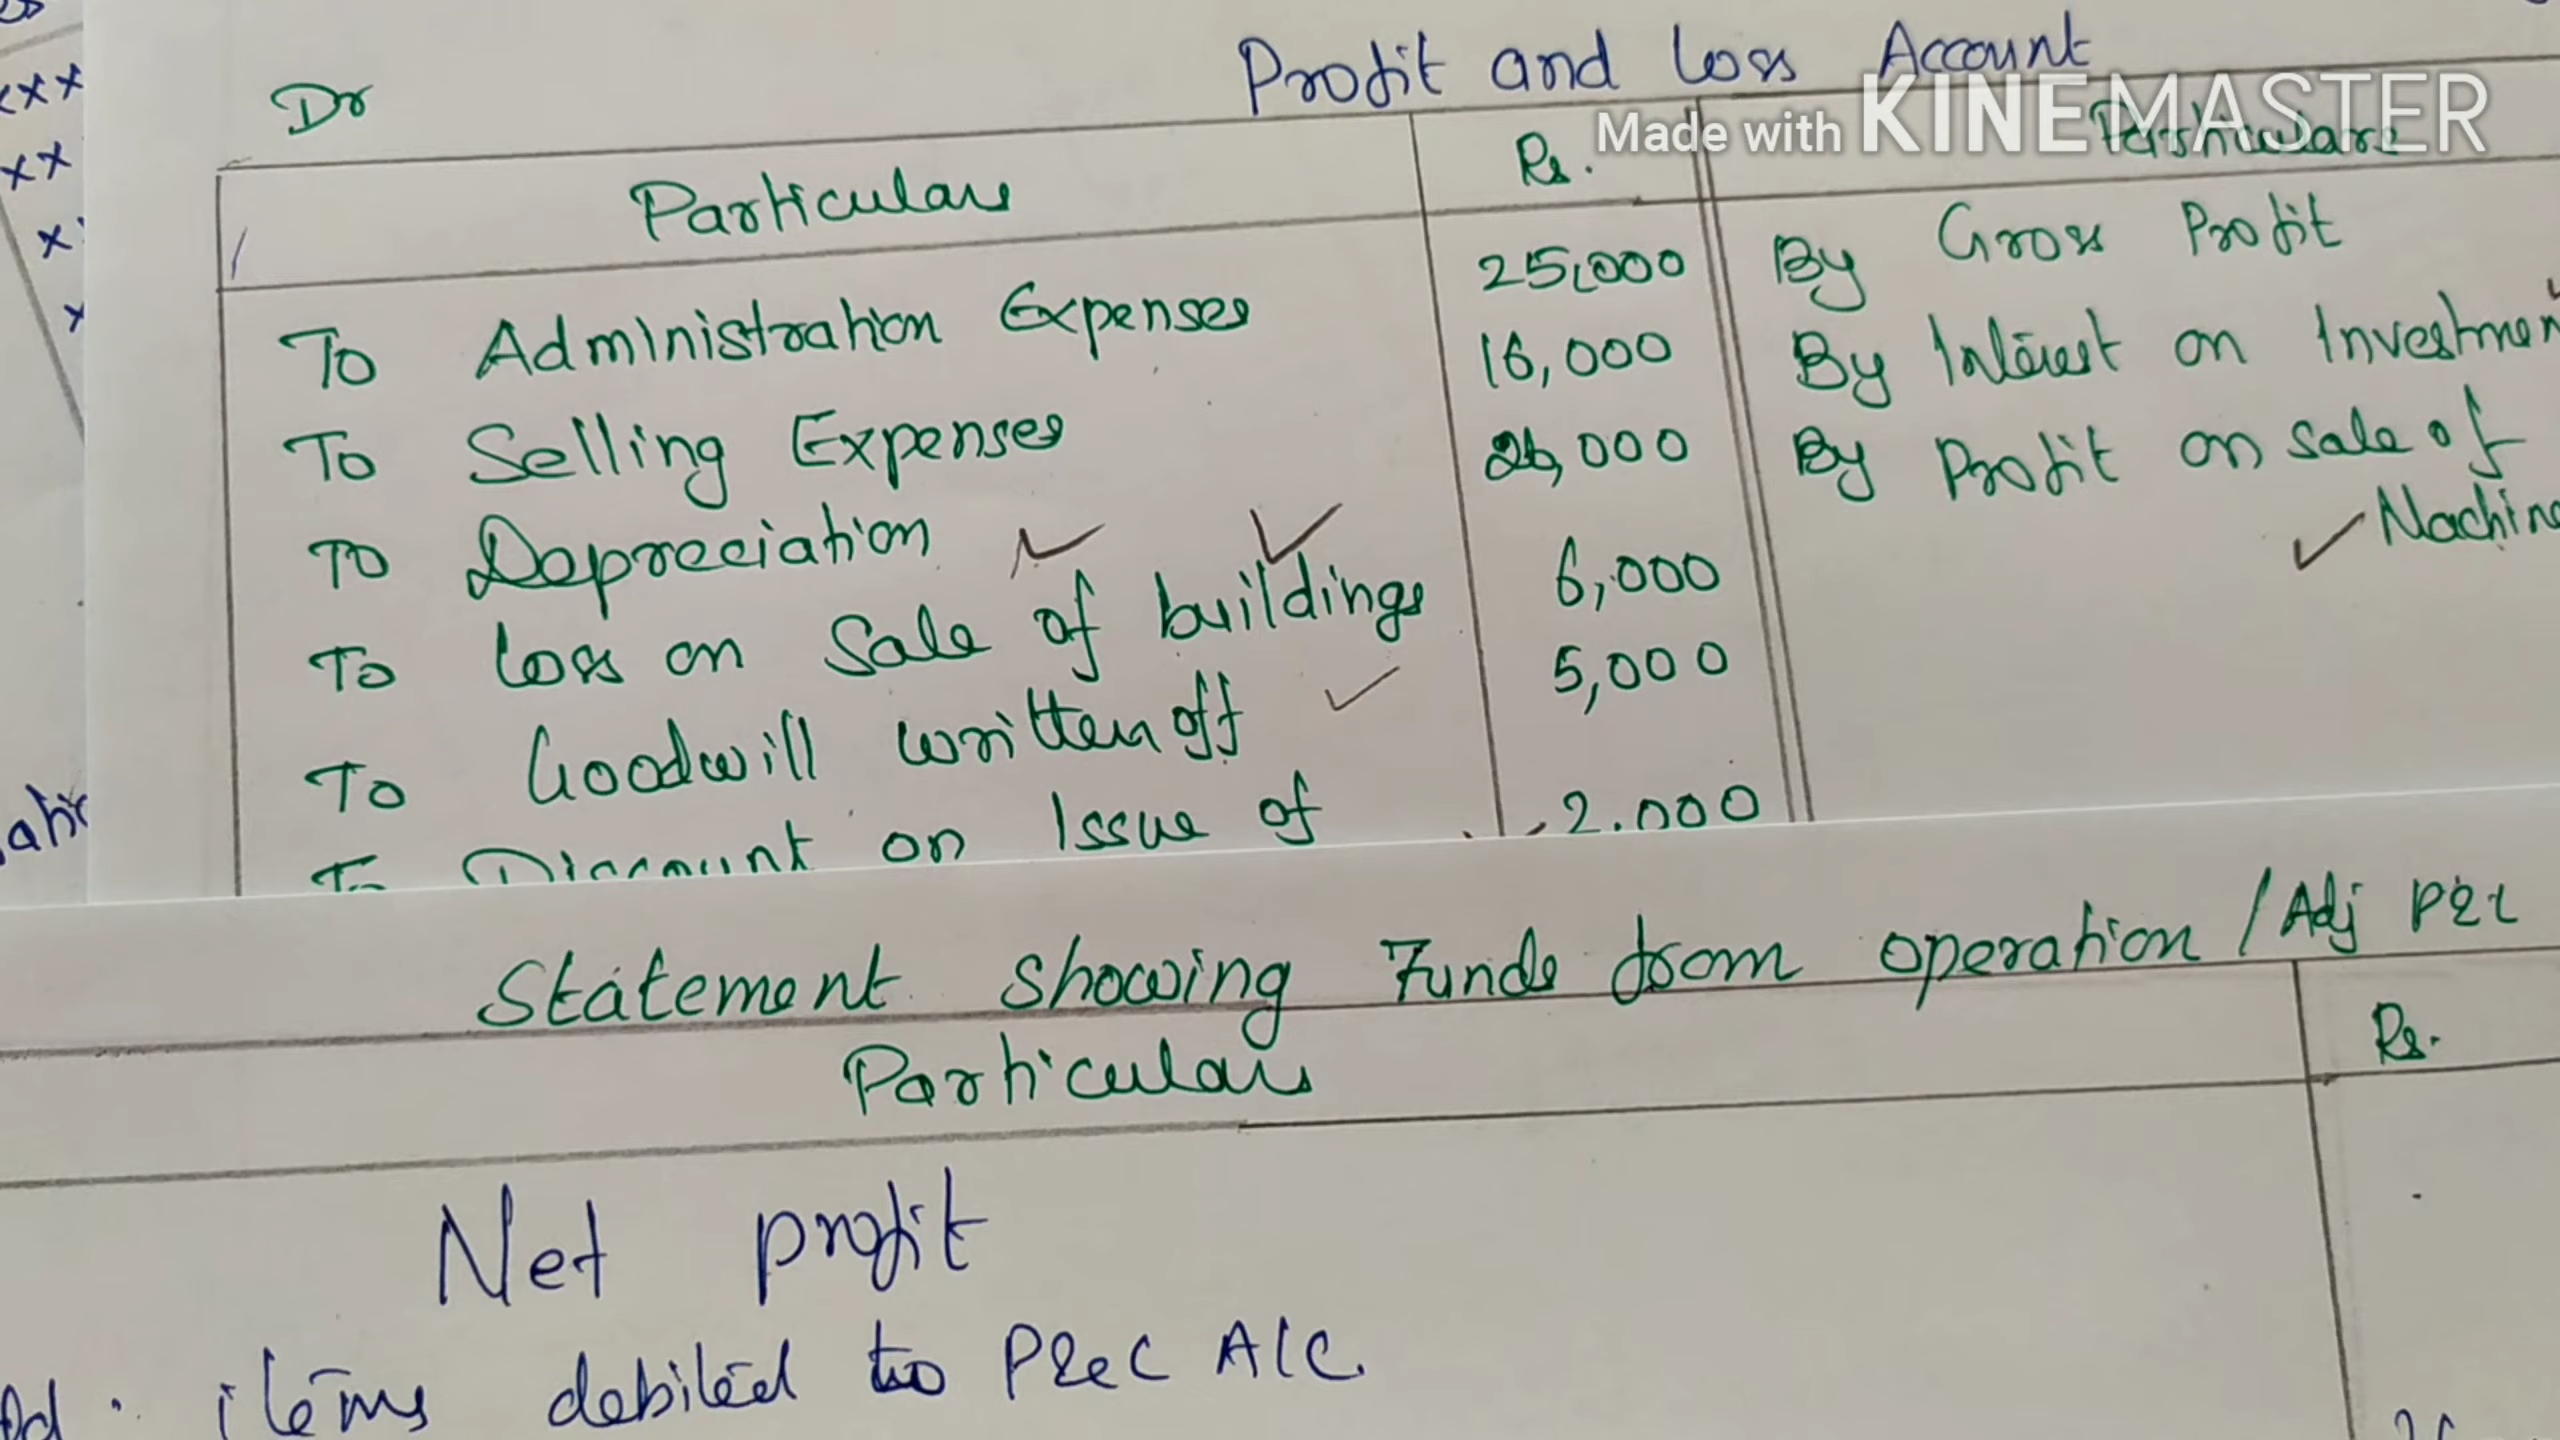 Profit and Loss Account
Made with KINEMASTER
Dr
Particulars Rs. Particulars
To Administration Expenses 25,000 By Gross Profit
To Selling Expenses 16,000 By Interest on Investmen
To Depreciation 26,000 By Profit on sale of
Machine
To Loss on Sale of buildings 6,000
To Goodwill written off 5,000
To Discount on Issue of 2,000
Statement showing Funds from operation / Adj P&L
Particulars Rs.
Net profit
items debited to P&L A/C